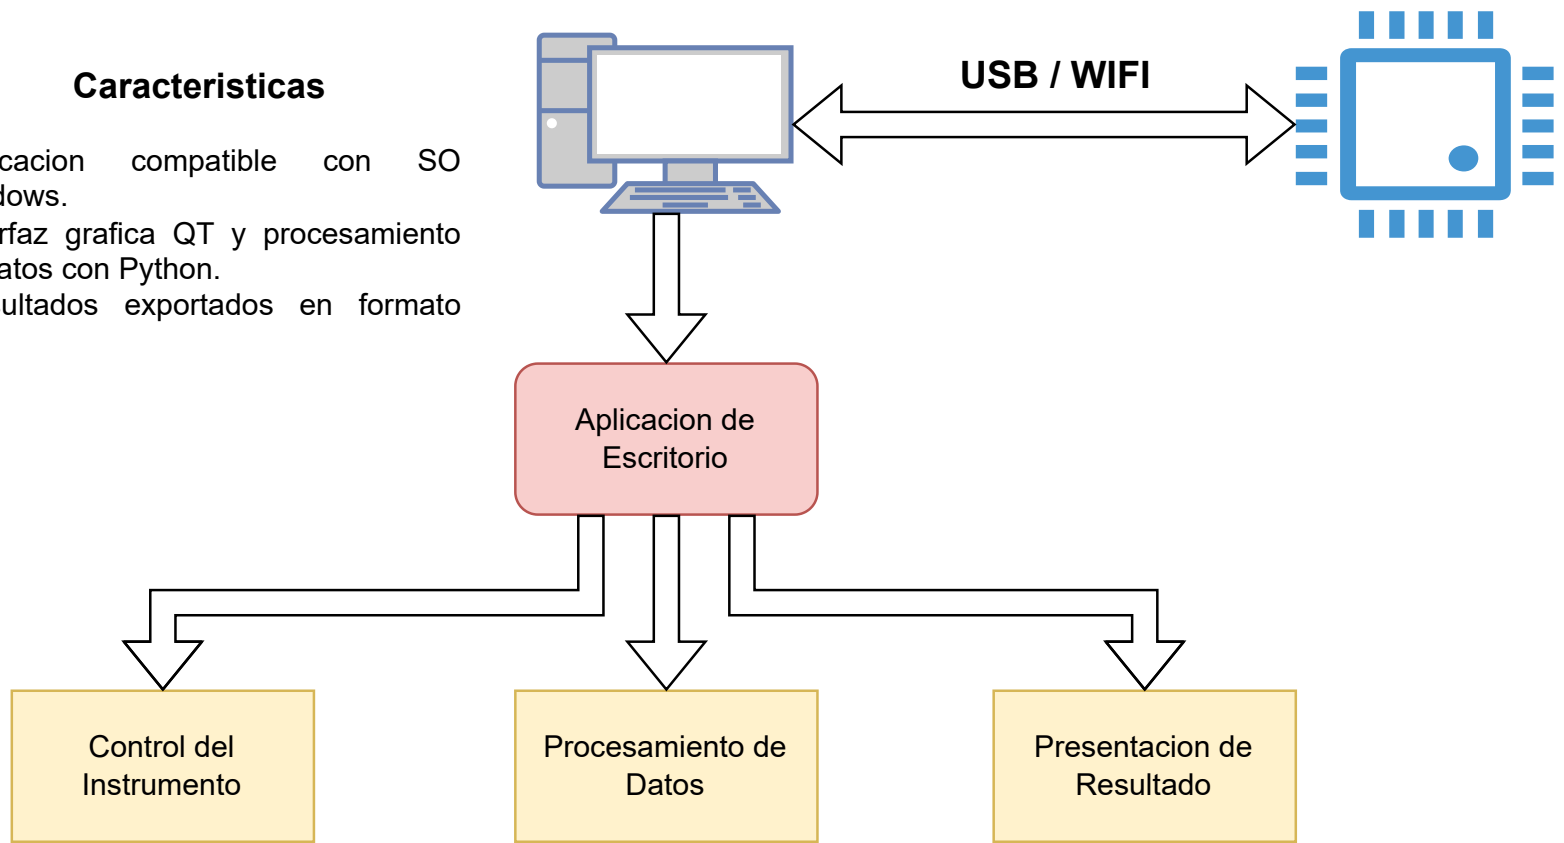 Caracteristicas
USB / WIFI
cacion compatible con SO
dows.
rfaz grafica QT y procesamiento
atos con Python.
ultados exportados en formato
Aplicacion de
Escritorio
Control del
Instrumento
Procesamiento de
Datos
Presentacion de
Resultado